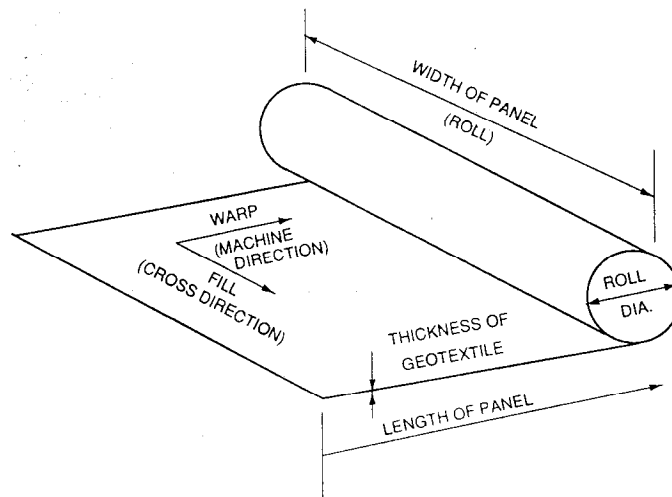 WIDTH OF PANEL
(ROLL)
WARP
(MACHINE
DIRECTION)
FILL
(CROSS DIRECTION)
ROLL
DIA.
THICKNESS OF
GEOTEXTILE
LENGTH OF PANEL